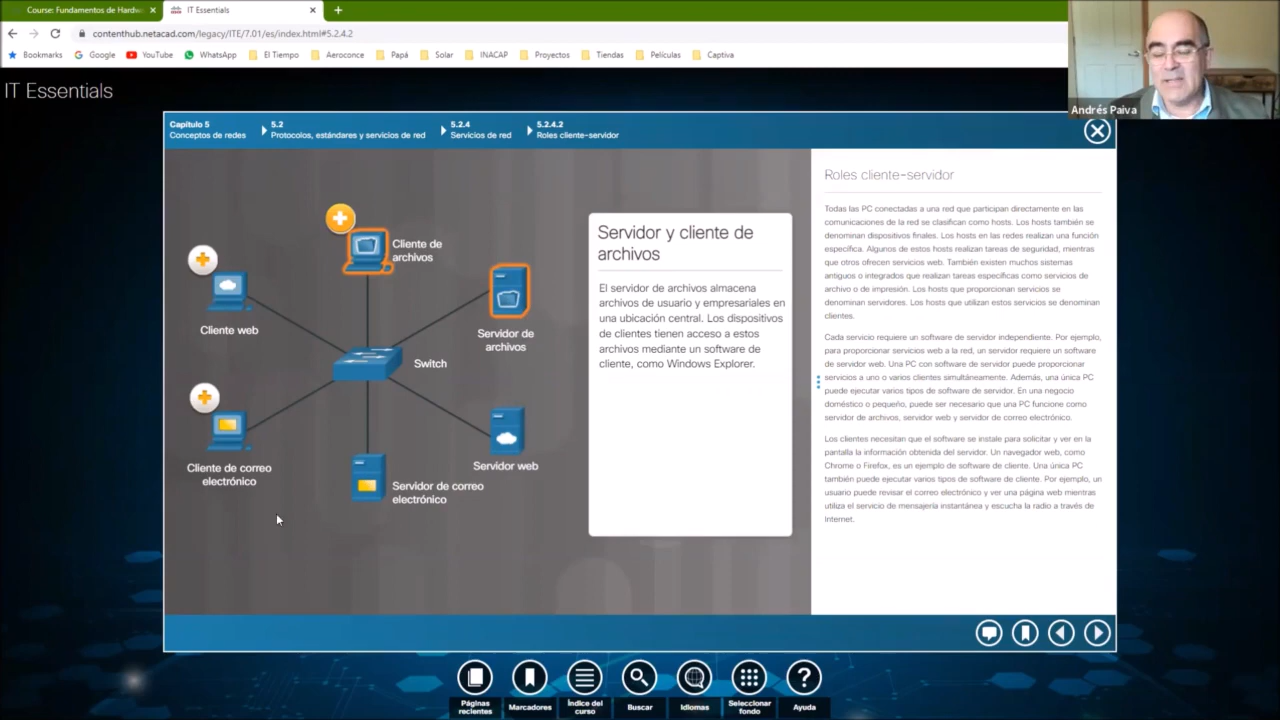 Course: Fundamentos de Hardw
IT Essentials
contenthub.netacad.com/legacy/ITE/7.01/es/index.html#5.2.4.2
Bookmarks
Google
YouTube
WhatsApp
El Tiempo
Aeroconce
Papá
Solar
INACAP
Proyectos
Tiendas
Películas
Captiva
Andrés Paiva
IT Essentials
Capítulo 5
Conceptos de redes
5.2
Protocolos, estándares y servicios de red
5.2.4
Servicios de red
5.2.4.2
Roles cliente-servidor
Cliente de
archivos
Cliente web
Servidor de
archivos
Switch
Cliente de correo
electrónico
Servidor de correo
electrónico
Servidor web
Servidor y cliente de
archivos
El servidor de archivos almacena
archivos de usuario y empresariales en
una ubicación central. Los dispositivos
de clientes tienen acceso a estos
archivos mediante un software de
cliente, como Windows Explorer.
Roles cliente-servidor
Todas las PC conectadas a una red que participan directamente en las
comunicaciones de la red se clasifican como hosts. Los hosts también se
denominan dispositivos finales. Los hosts en las redes realizan una función
específica. Algunos de estos hosts realizan tareas de seguridad, mientras
que otros ofrecen servicios web. También existen muchos sistemas
antiguos o integrados que realizan tareas específicas como servicios de
archivo o de impresión. Los hosts que proporcionan servicios se
denominan servidores. Los hosts que utilizan estos servicios se denominan
clientes.
Cada servicio requiere un software de servidor independiente. Por ejemplo,
para proporcionar servicios web a la red, un servidor requiere un software
de servidor web. Una PC con software de servidor puede proporcionar
servicios a uno o varios clientes simultáneamente. Además, una única PC
puede ejecutar varios tipos de software de servidor. En una negocio
doméstico o pequeño, puede ser necesario que una PC funcione como
servidor de archivos, servidor web y servidor de correo electrónico.
Los clientes necesitan que el software se instale para solicitar y ver en la
pantalla la información obtenida del servidor. Un navegador web, como
Chrome o Firefox, es un ejemplo de software de cliente. Una única PC
también puede ejecutar varios tipos de software de cliente. Por ejemplo, un
usuario puede revisar el correo electrónico y ver una página web mientras
utiliza el servicio de mensajería instantánea y escucha la radio a través de
Internet.
Páginas
recientes
Marcadores
Índice del
curso
Buscar
Idiomas
Seleccionar
fondo
Ayuda